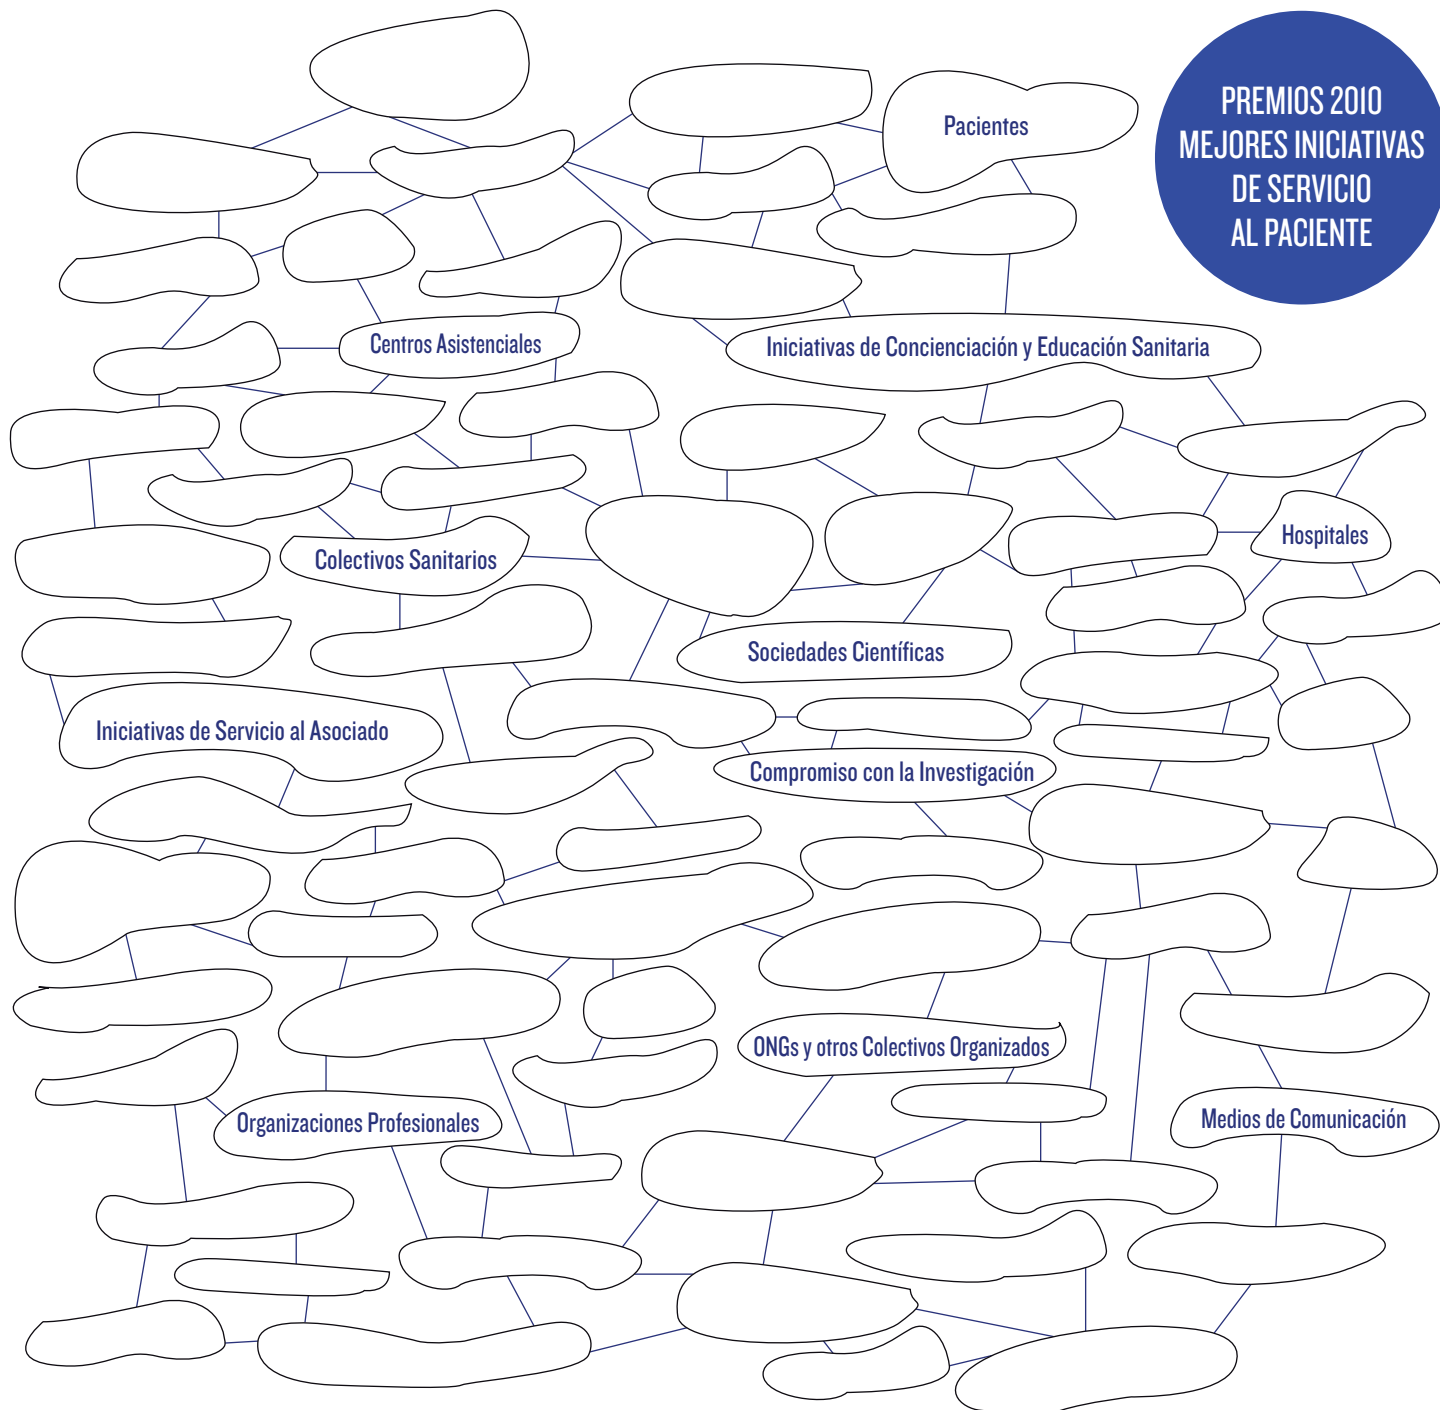 PREMIOS 2010
MEJORES INICIATIVAS
DE SERVICIO
AL PACIENTE
Pacientes
Centros Asistenciales
Iniciativas de Concienciación y Educación Sanitaria
Hospitales
Colectivos Sanitarios
Sociedades Científicas
Iniciativas de Servicio al Asociado
Compromiso con la Investigación
ONGs y otros Colectivos Organizados
Organizaciones Profesionales
Medios de Comunicación